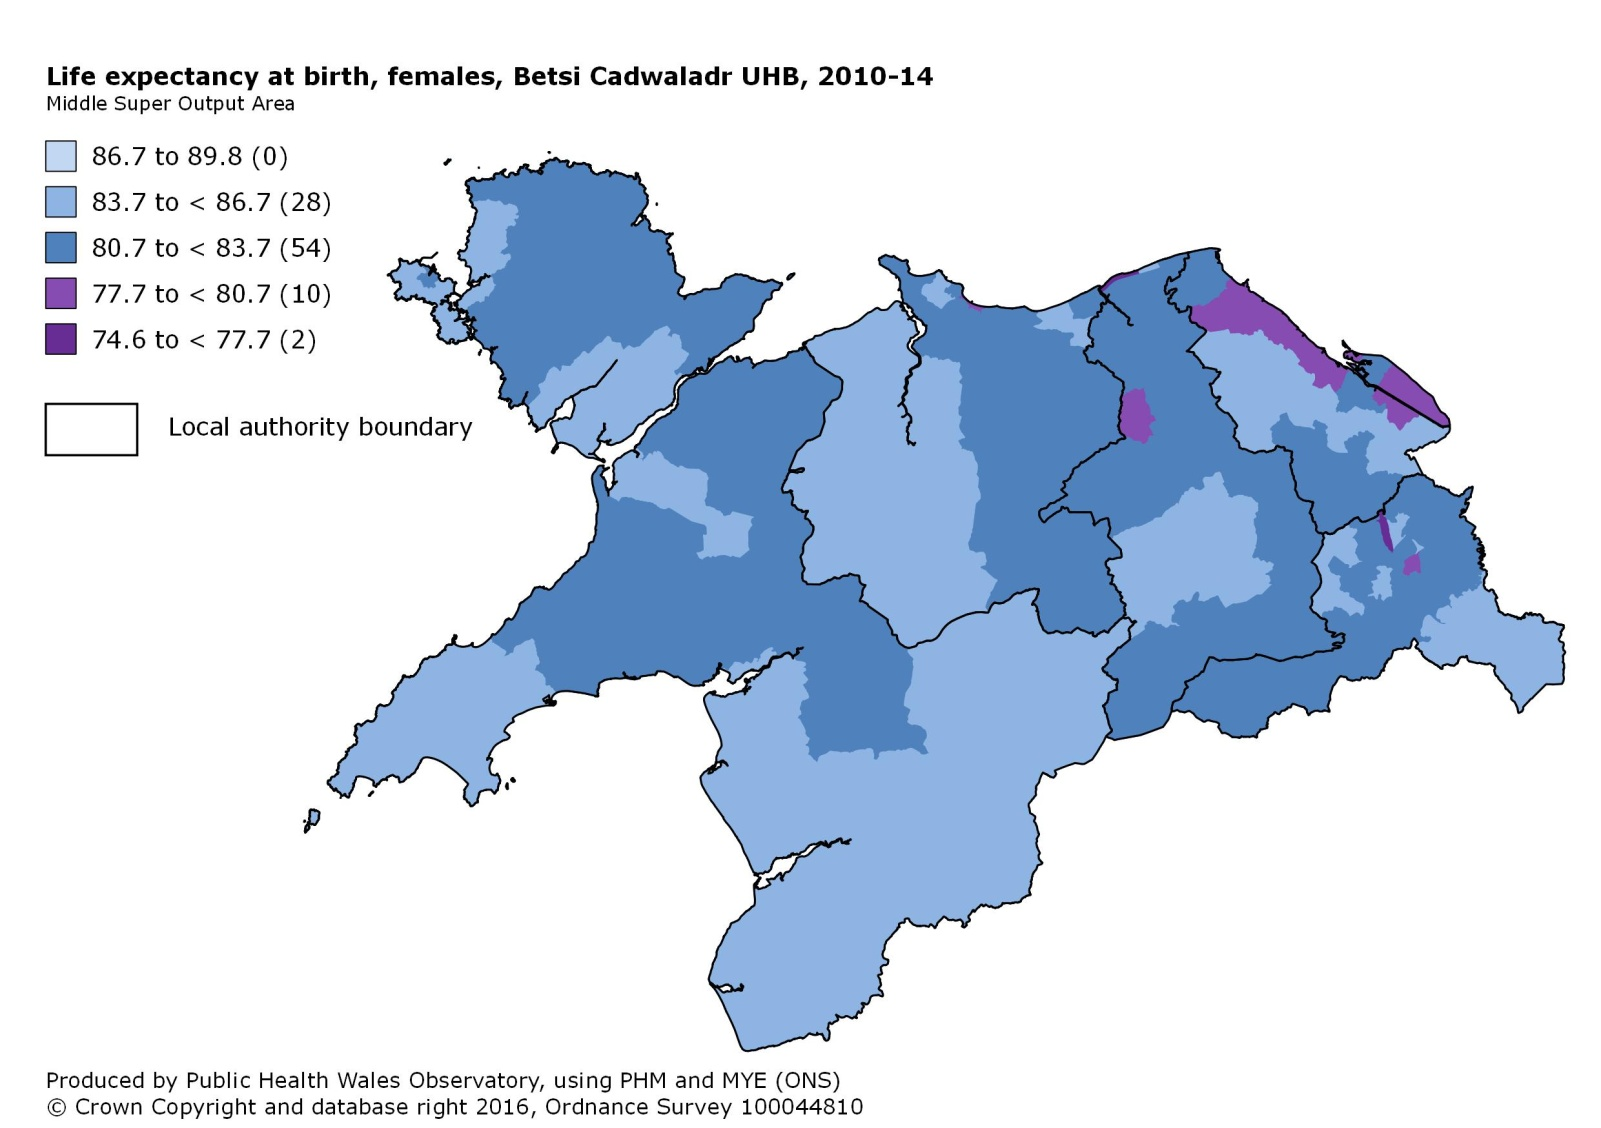 Life expectancy at birth, females, Betsi Cadwaladr UHB, 2010-14
Middle Super Output Area
86.7 to 89.8 (0)
83.7 to < 86.7 (28)
80.7 to < 83.7 (54)
77.7 to < 80.7 (10)
74.6 to < 77.7 (2)
Local authority boundary
Produced by Public Health Wales Observatory, using PHM and MYE (ONS)
© Crown Copyright and database right 2016, Ordnance Survey 100044810